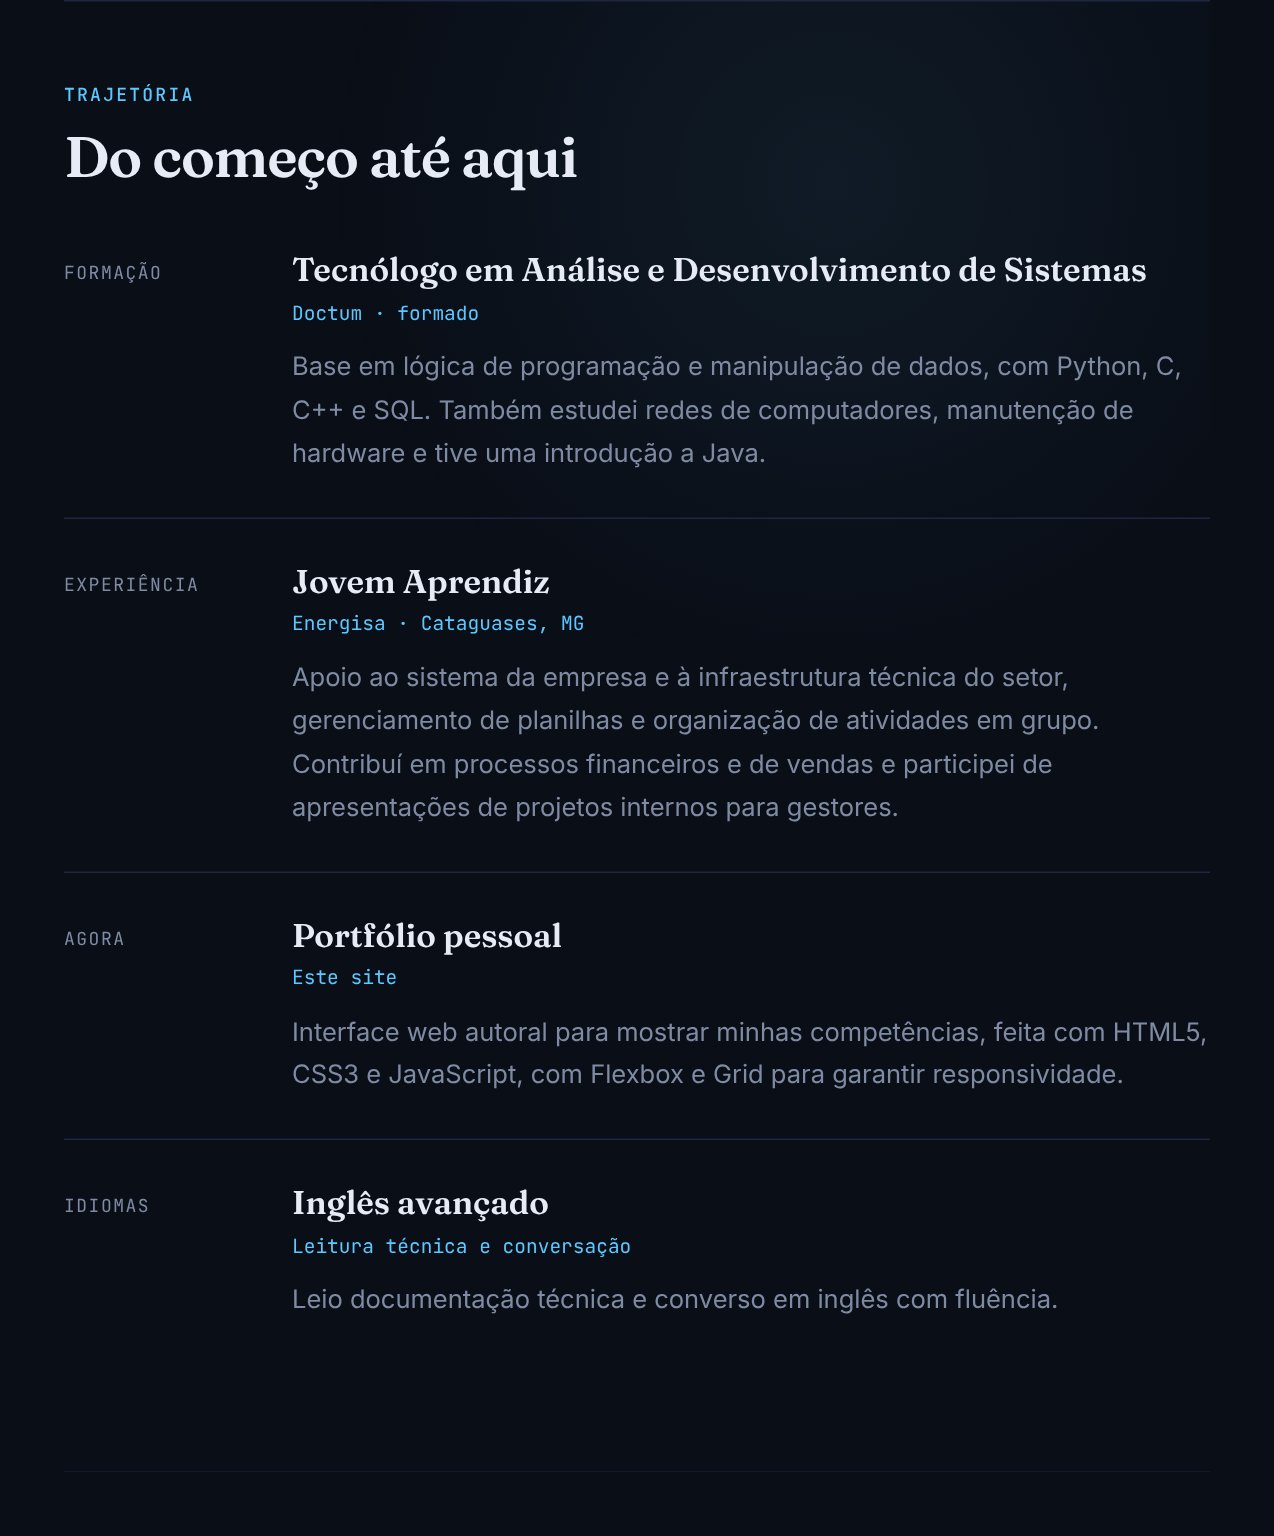 TRAJETÓRIA
Do começo até aqui
FORMAÇÃO
Tecnólogo em Análise e Desenvolvimento de Sistemas
Doctum · formado
Base em lógica de programação e manipulação de dados, com Python, C,
C++ e SQL. Também estudei redes de computadores, manutenção de
hardware e tive uma introdução a Java.
EXPERIÊNCIA
Jovem Aprendiz
Energisa · Cataguases, MG
Apoio ao sistema da empresa e à infraestrutura técnica do setor,
gerenciamento de planilhas e organização de atividades em grupo.
Contribuí em processos financeiros e de vendas e participei de
apresentações de projetos internos para gestores.
AGORA
Portfólio pessoal
Este site
Interface web autoral para mostrar minhas competências, feita com HTML5,
CSS3 e JavaScript, com Flexbox e Grid para garantir responsividade.
IDIOMAS
Inglês avançado
Leitura técnica e conversação
Leio documentação técnica e converso em inglês com fluência.